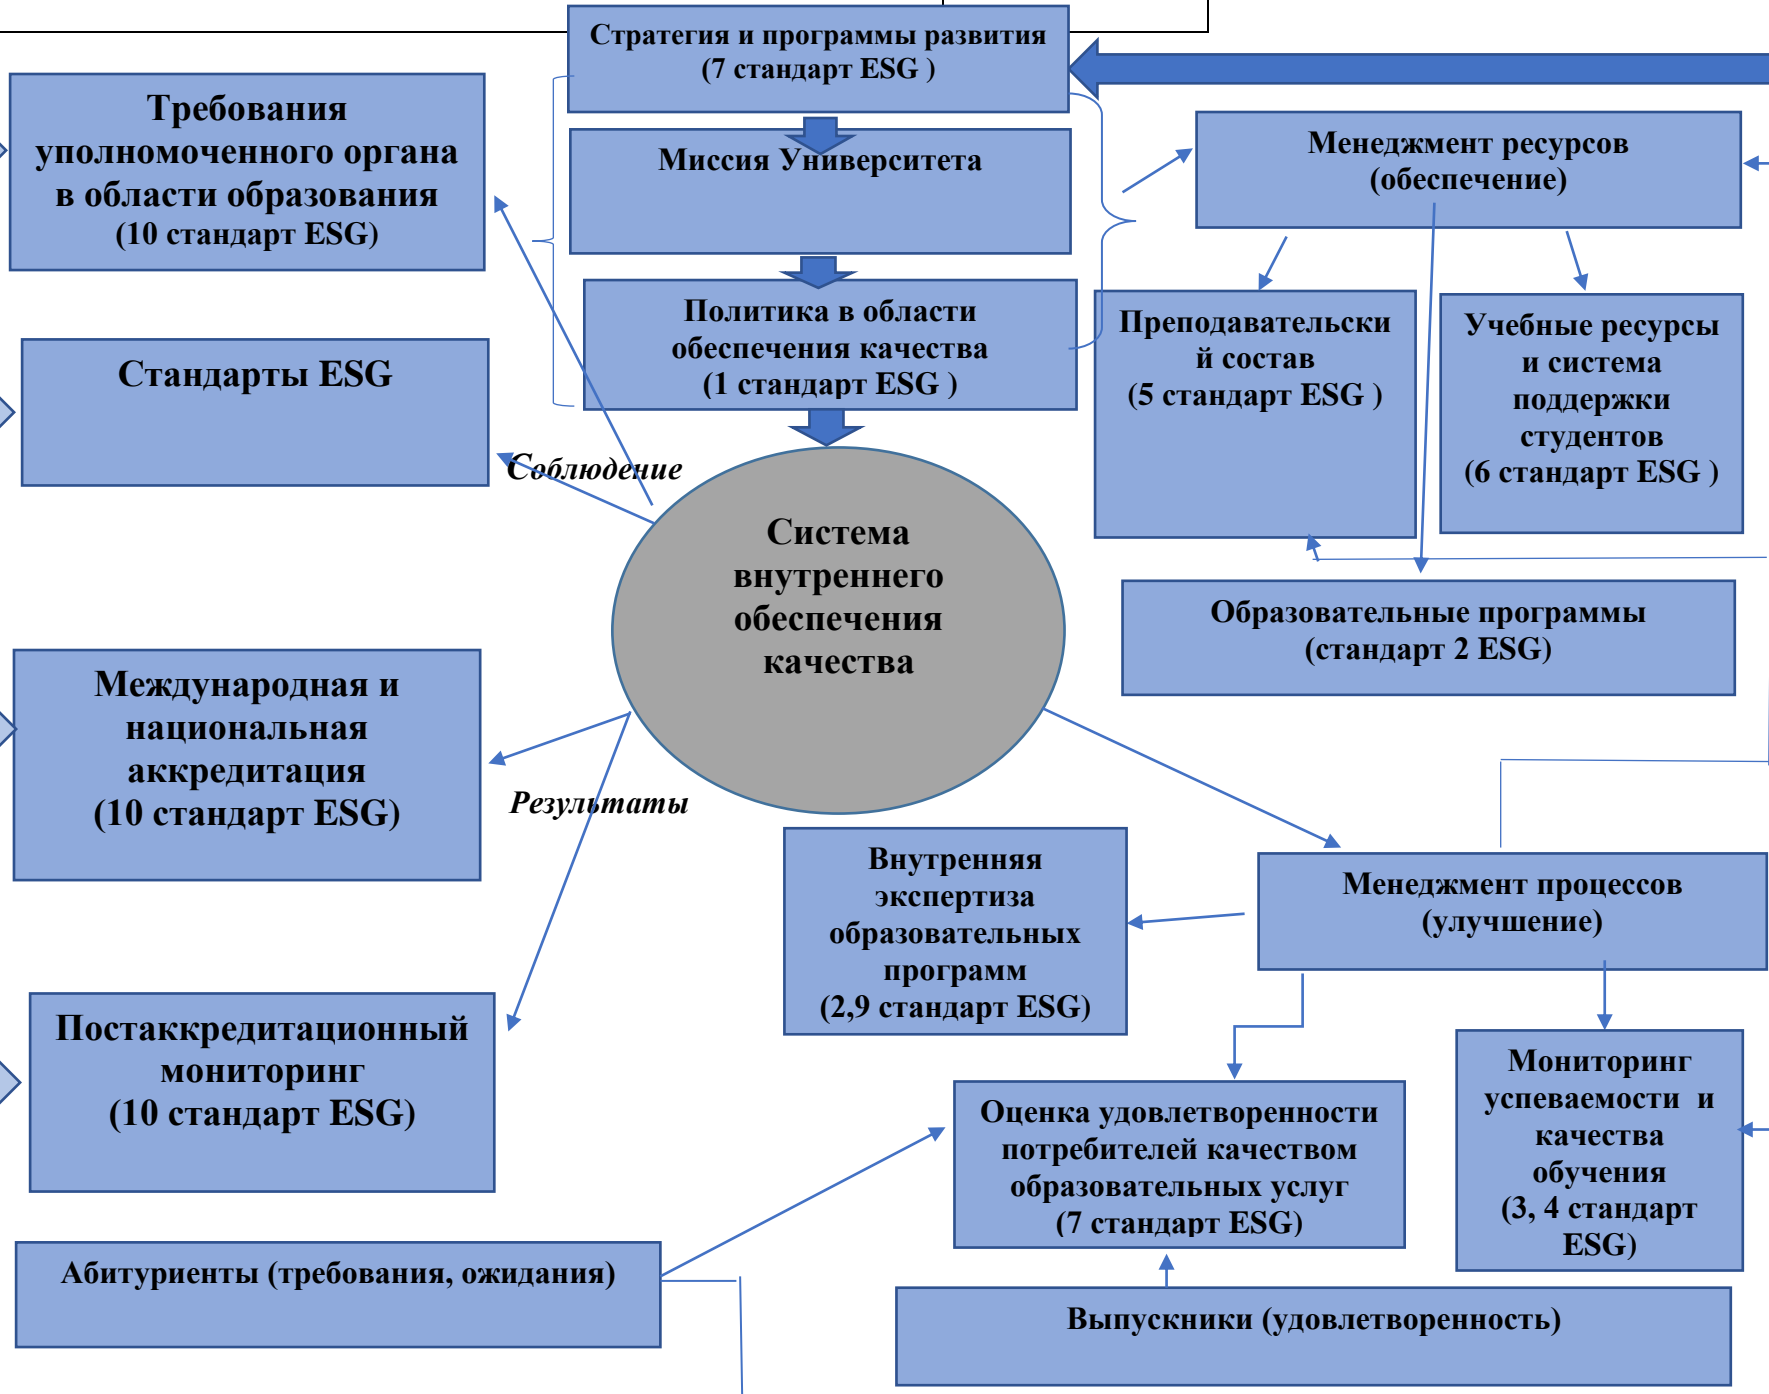 Стратегия и программы развития
(7 стандарт ESG )
Требования
уполномоченного органа
в области образования
(10 стандарт ESG)
Миссия Университета
Менеджмент ресурсов
(обеспечение)
Политика в области
обеспечения качества
(1 стандарт ESG )
Преподавательски
й состав
(5 стандарт ESG )
Учебные ресурсы
и система
поддержки
студентов
(6 стандарт ESG )
Стандарты ESG
Соблюдение
Система
внутреннего
обеспечения
качества
Образовательные программы
(стандарт 2 ESG)
Международная и
национальная
аккредитация
(10 стандарт ESG)
Результаты
Внутренняя
экспертиза
образовательных
программ
(2,9 стандарт ESG)
Менеджмент процессов
(улучшение)
Постаккредитационный
мониторинг
(10 стандарт ESG)
Оценка удовлетворенности
потребителей качеством
образовательных услуг
(7 стандарт ESG)
Мониторинг
успеваемости  и
качества
обучения
(3, 4 стандарт
ESG)
Абитуриенты (требования, ожидания)
Выпускники (удовлетворенность)